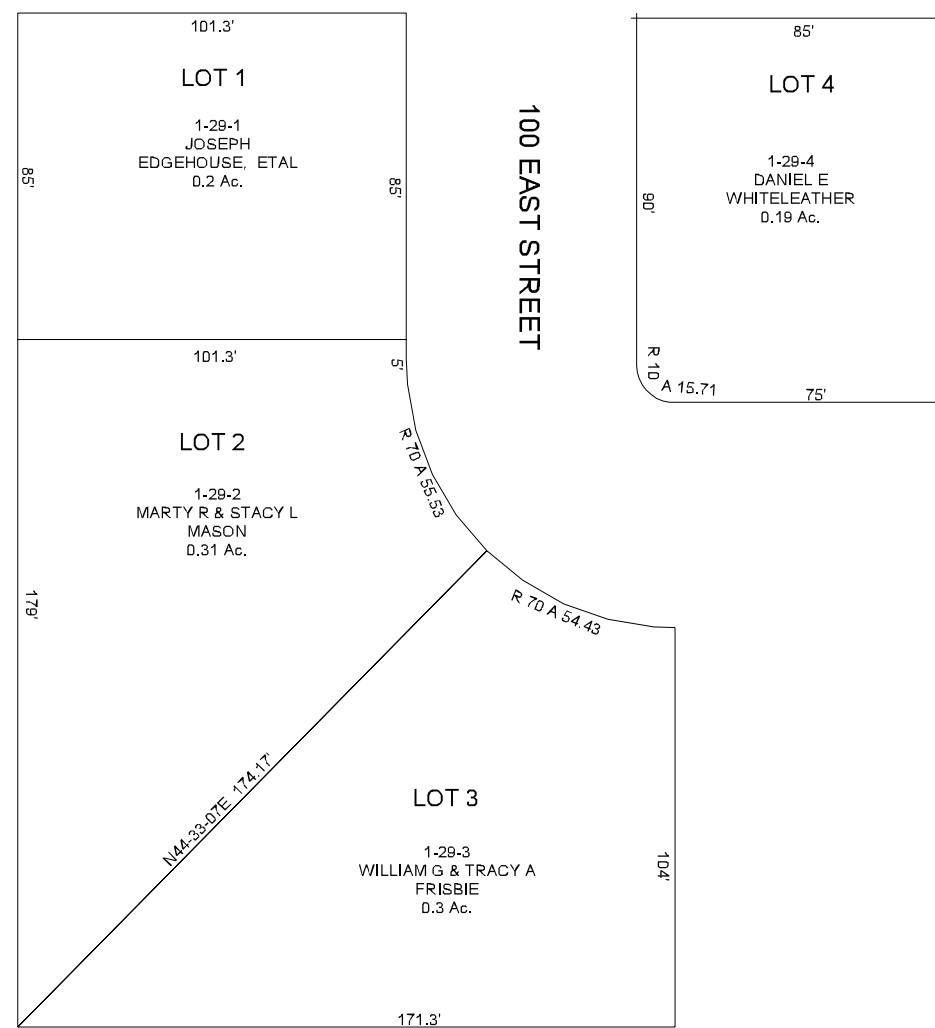 101.3'
LOT 1
1-29-1
JOSEPH
EDGEHOUSE, ETAL
0.2 Ac.
85'
85'
100 EAST STREET
85'
LOT 4
1-29-4
DANIEL E
WHITELEATHER
0.19 Ac.
90'
R 10
A 15.71
75'
101.3'
5'
LOT 2
1-29-2
MARTY R & STACY L
MASON
0.31 Ac.
R 70 A 55.53
179'
R 70 A 54.43
N44-33-07E 174.17'
LOT 3
1-29-3
WILLIAM G & TRACY A
FRISBIE
0.3 Ac.
104'
171.3'